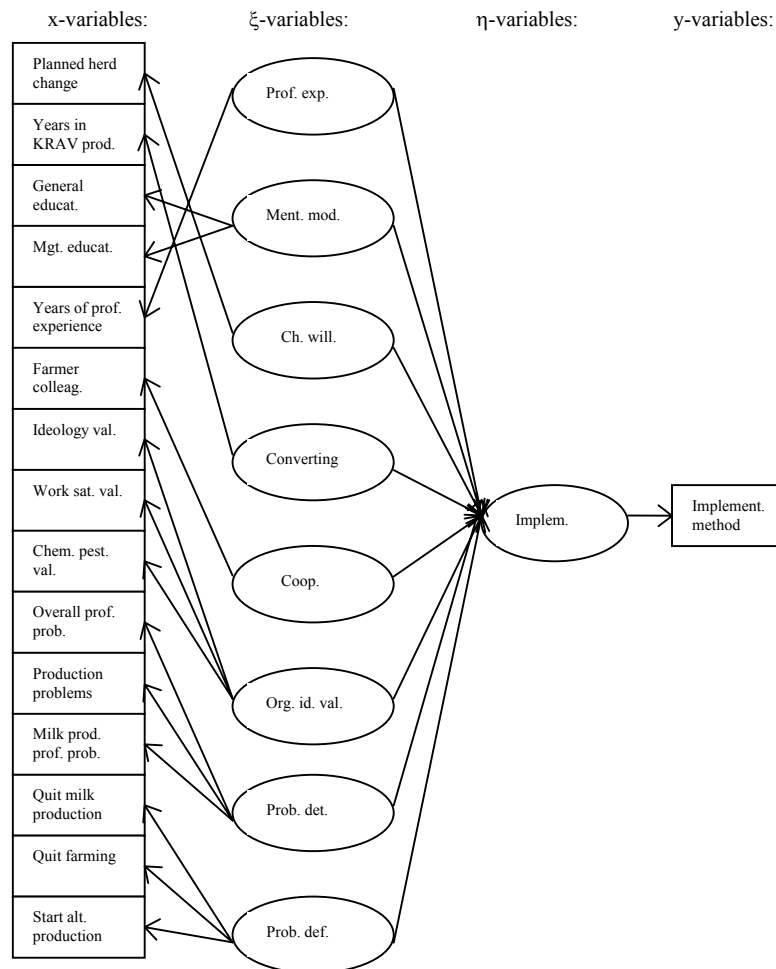 x-variables:
ξ-variables:
η-variables:
y-variables:
Planned herd
change
Years in
KRAV prod.
General
educat.
Mgt. educat.
Years of prof.
experience
Farmer
colleag.
Ideology val.
Work sat. val.
Chem. pest.
val.
Overall prof.
prob.
Production
problems
Milk prod.
prof. prob.
Quit milk
production
Quit farming
Start alt.
production
Prof. exp.
Ment. mod.
Ch. will.
Converting
Coop.
Org. id. val.
Prob. det.
Prob. def.
Implem.
Implement.
method